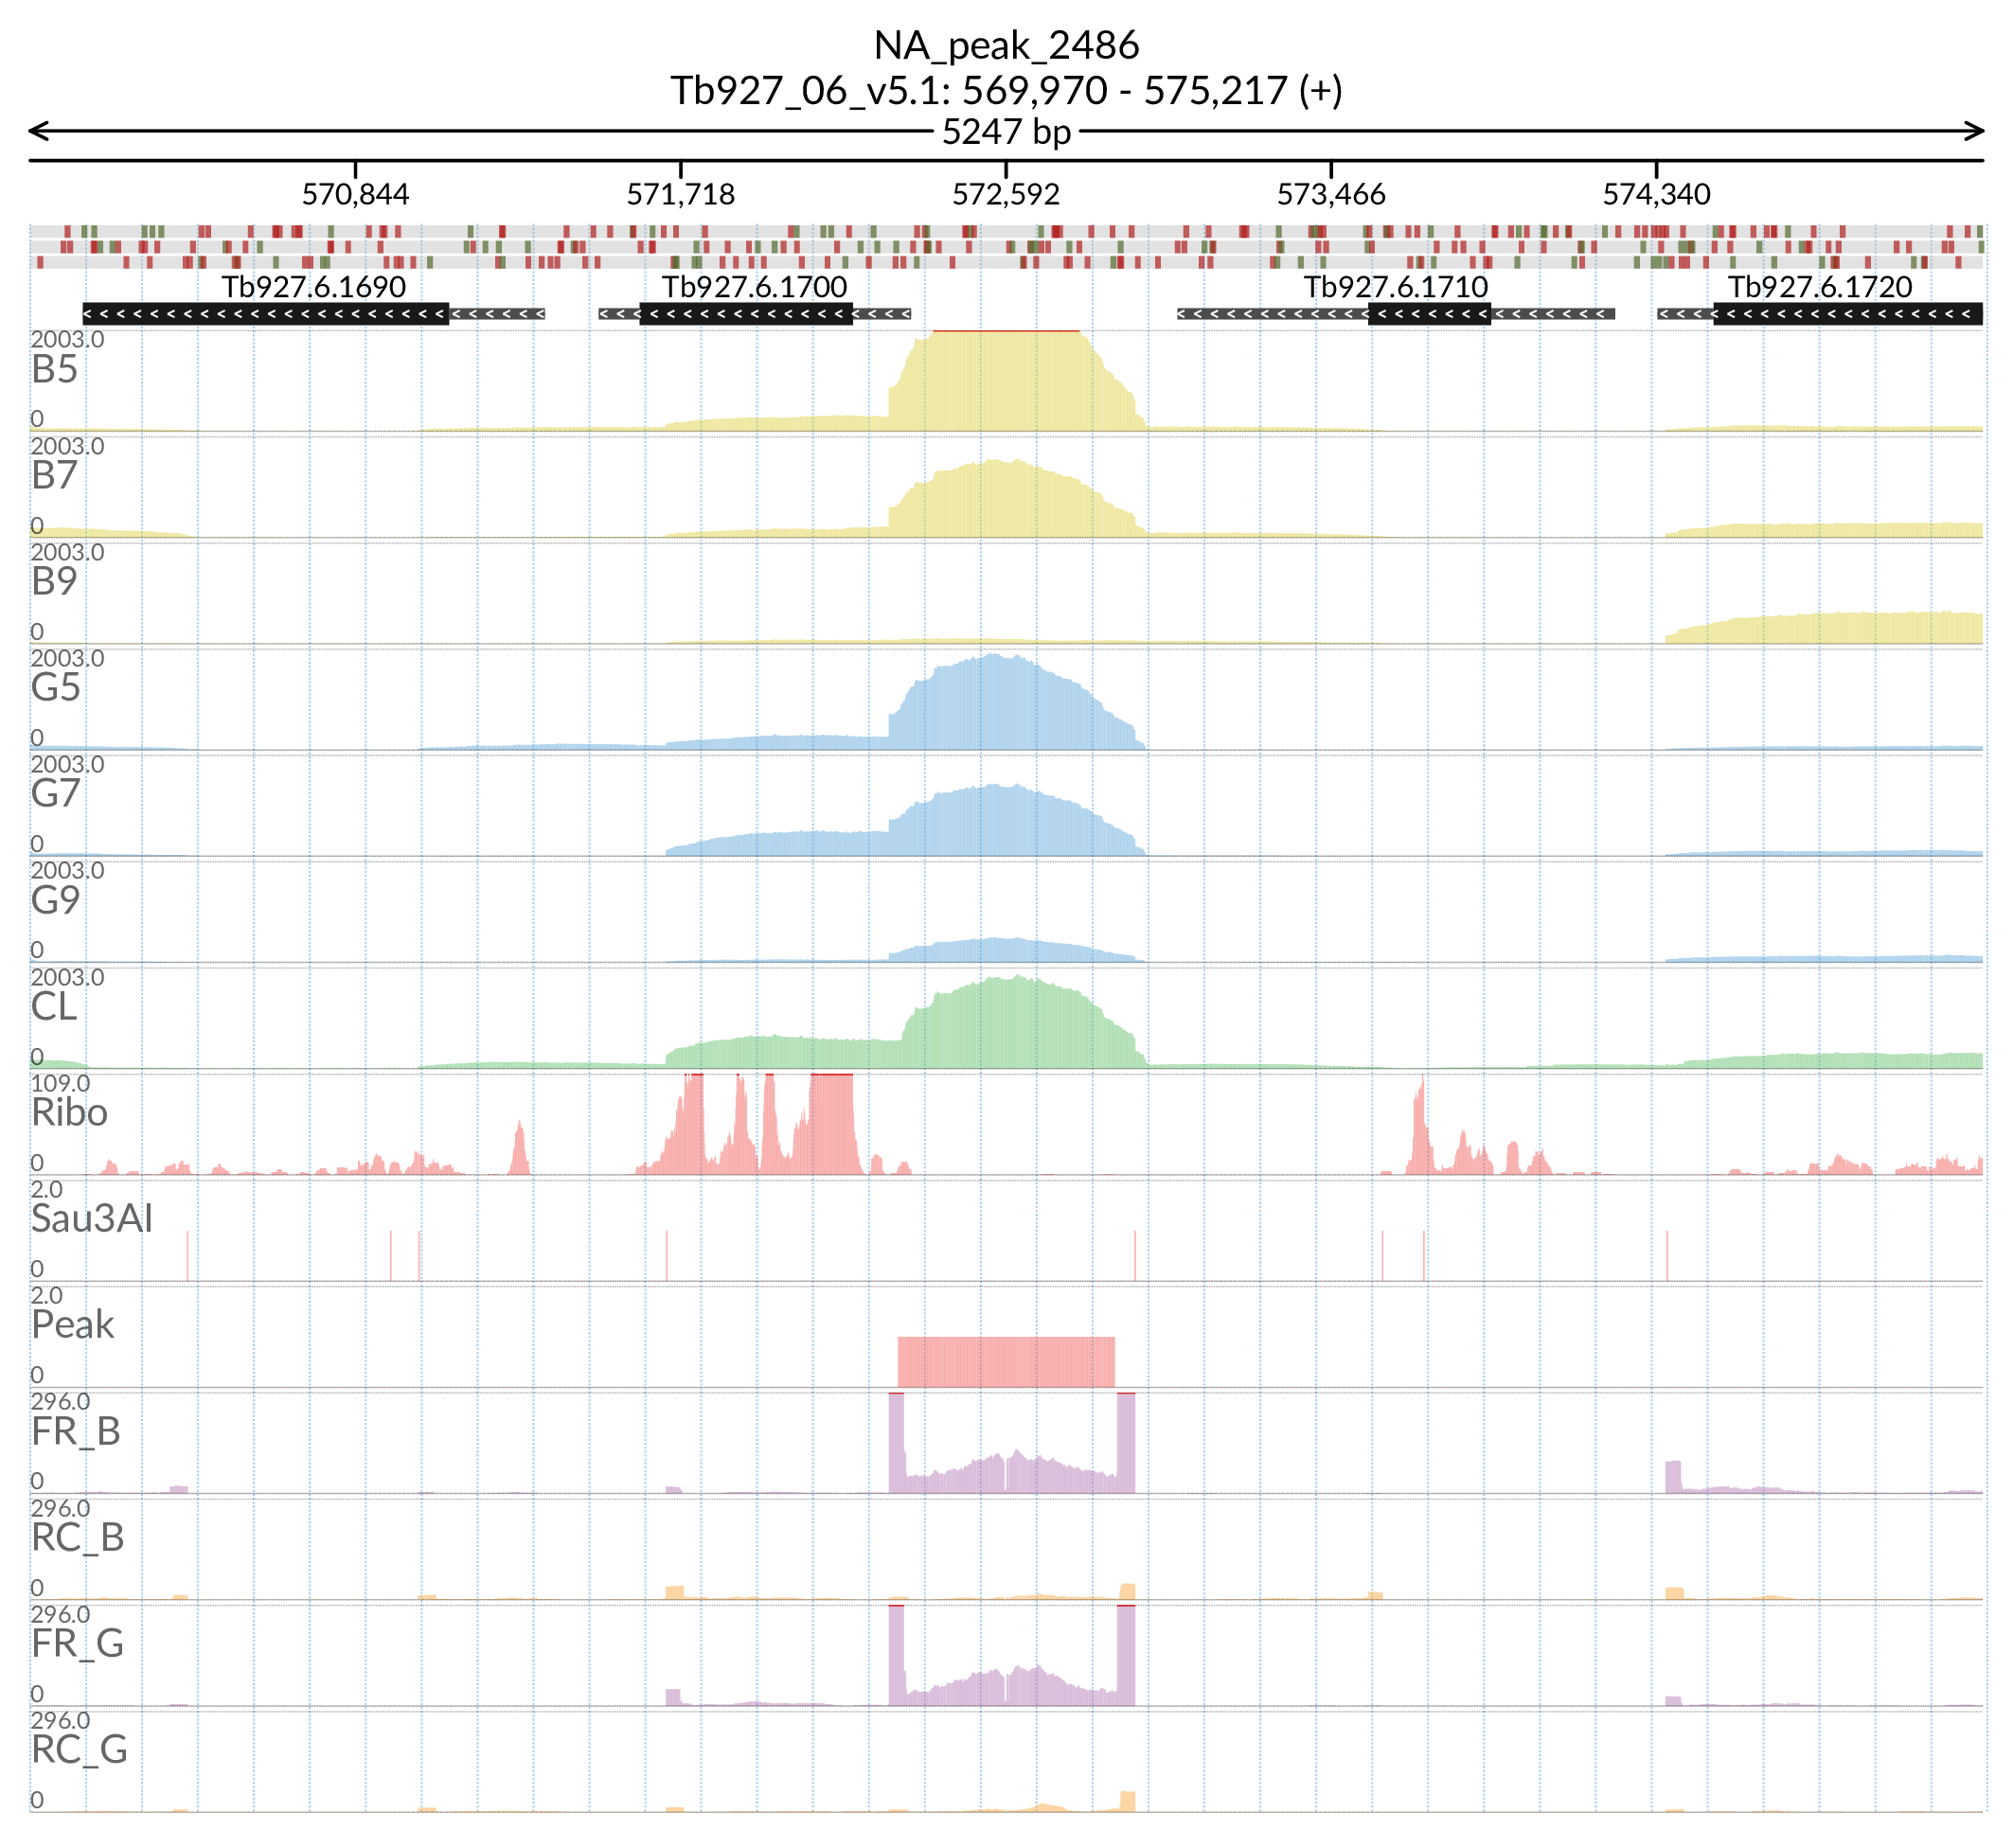 NA_peak_2486
Tb927_06_v5.1: 569,970 - 575,217 (+)
5247 bp
570,844 571,718 572,592 573,466 574,340
Tb927.6.1690 Tb927.6.1700 Tb927.6.1710 Tb927.6.1720
2003.0
B5
0
2003.0
B7
0
2003.0
B9
0
2003.0
G5
0
2003.0
G7
0
2003.0
G9
0
2003.0
CL
0
109.0
Ribo
0
2.0
Sau3AI
0
2.0
Peak
0
296.0
FR_B
0
296.0
RC_B
0
296.0
FR_G
0
296.0
RC_G
0